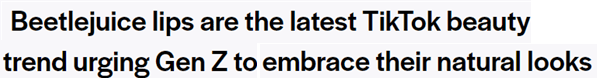 Beetlejuice lips are the latest TikTok beauty
trend urging Gen Z to embrace their natural looks